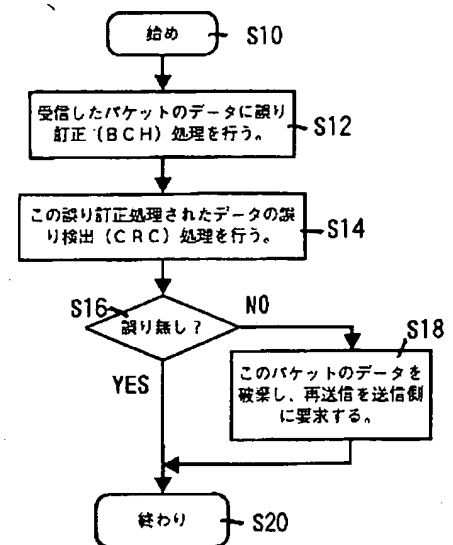 始め
S10
受信したパケットのデータに誤り
訂正(BCH)処理を行う。
S12
この誤り訂正処理されたデータの誤
り検出(CRC)処理を行う。
S14
S16
誤り無し?
NO
YES
S18
このパケットのデータを
破棄し、再送信を送信側
に要求する。
終わり
S20